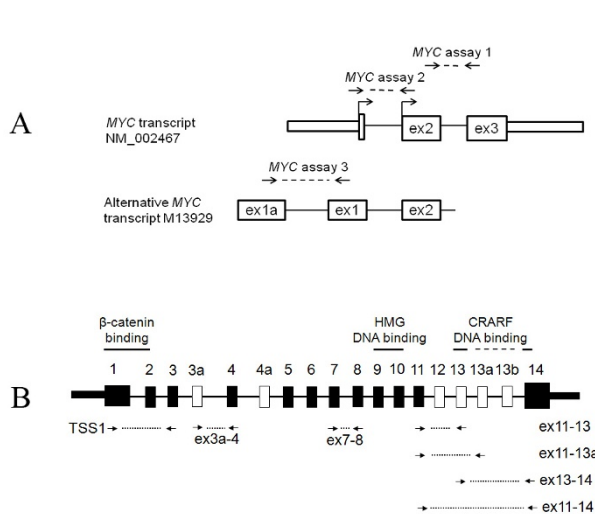 MYC assay 1
MYC assay 2
A
MYC transcript
NM_002467
ex2
ex3
MYC assay 3
Alternative MYC
transcript M13929
ex1a
ex1
ex2
β-catenin
binding
HMG
DNA binding
CRARF
DNA binding
1 2 3 3a 4 4a 5 6 7 8 9 10 11 12 13 13a 13b 14
B
TSS1
ex3a-4
ex7-8
ex11-13
ex11-13a
ex13-14
ex11-14